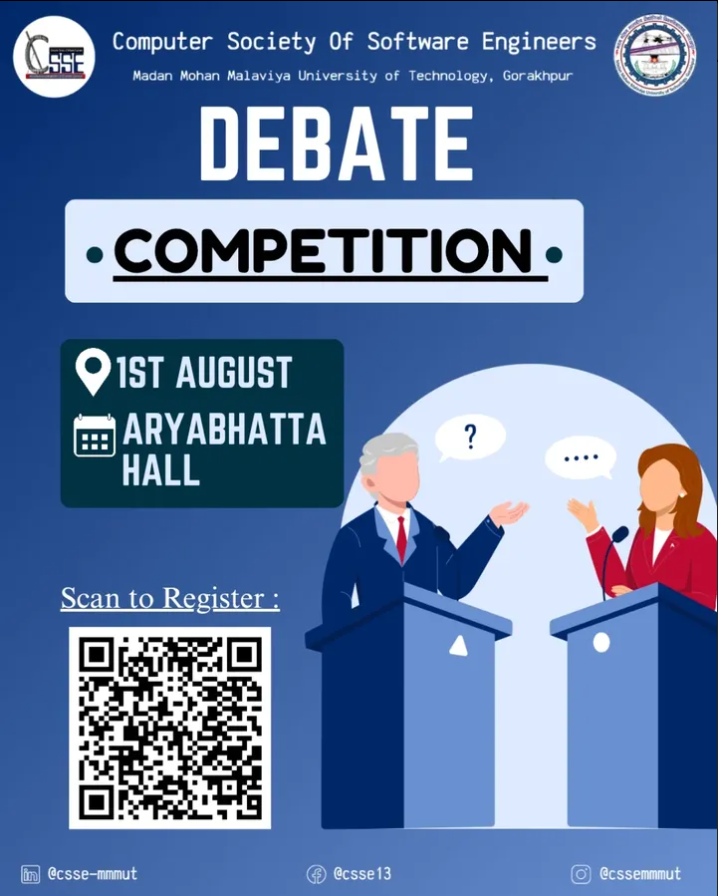 CSSE
Computer Society Of Software Engineers
Madan Mohan Malaviya University of Technology, Gorakhpur
DEBATE
• COMPETITION •
1ST AUGUST
ARYABHATTA
HALL
?
....
Scan to Register :
@csse-mmmut
@csse13
@cssemmmut